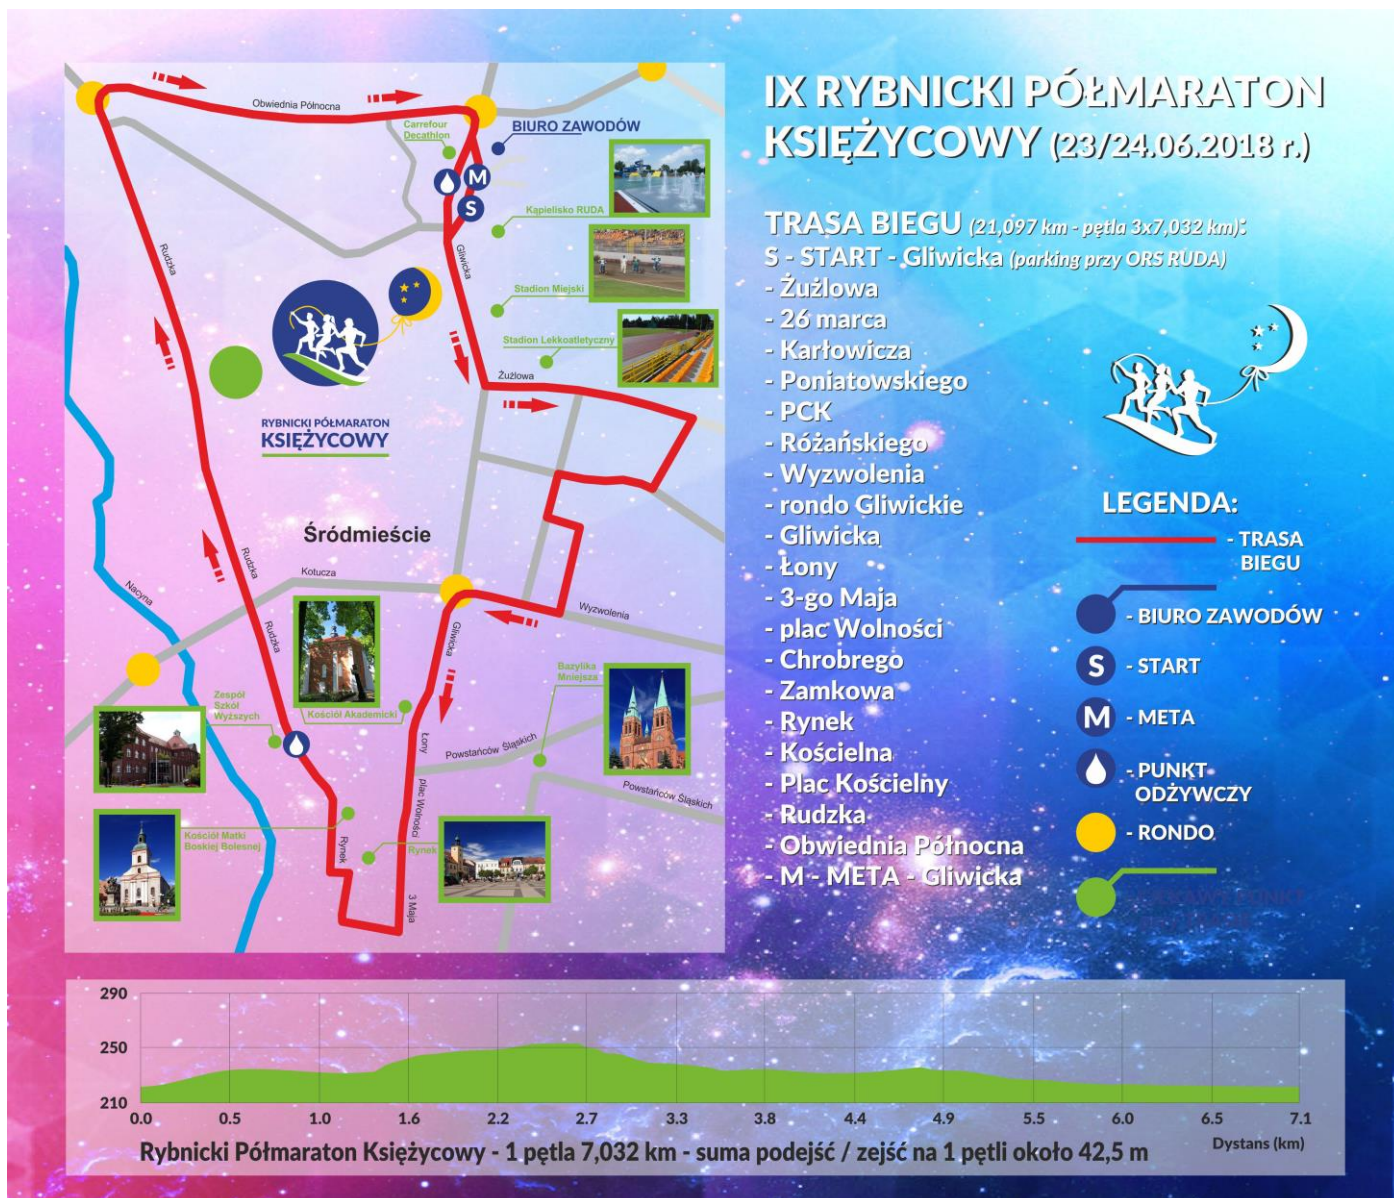 IX RYBNICKI PÓŁMARATON
KSIĘŻYCOWY (23/24.06.2018 r.)
TRASA BIEGU (21,097 km - pętla 3x7,032 km):
S - START - Gliwicka (parking przy ORS RUDA)
- Żużlowa
- 26 marca
- Karłowicza
- Poniatowskiego
- PCK
- Różańskiego
- Wyzwolenia
- rondo Gliwickie
- Gliwicka
- Łony
- 3-go Maja
- plac Wolności
- Chrobrego
- Zamkowa
- Rynek
- Kościelna
- Plac Kościelny
- Rudzka
- Obwiednia Północna
- M - META - Gliwicka
LEGENDA:
- TRASA
BIEGU
- BIURO ZAWODÓW
S - START
M - META
- PUNKT
ODŻYWCZY
- RONDO
Obwiednia Północna
Carrefour
Decathlon
BIURO ZAWODÓW
M
S
Kąpielisko RUDA
Gliwicka
Rudzka
Stadion Miejski
Stadion Lekkoatletyczny
Żużlowa
RYBNICKI PÓŁMARATON
KSIĘŻYCOWY
Śródmieście
Kotucza
Rudzka
Nacyna
Wyzwolenia
Gliwicka
Rudzka
Bazylika
Mniejsza
Zespół
Szkół
Wyższych
Kościół Akademicki
Łony
Powstańców Śląskich
Powstańców Śląskich
plac Wolności
Kościół Matki
Boskiej Bolesnej
Rynek
Rynek
3 Maja
290
250
210
0.0 0.5 1.0 1.6 2.2 2.7 3.3 3.8 4.4 4.9 5.5 6.0 6.5 7.1
Dystans (km)
Rybnicki Półmaraton Księżycowy - 1 pętla 7,032 km - suma podejść / zejść na 1 pętli około 42,5 m